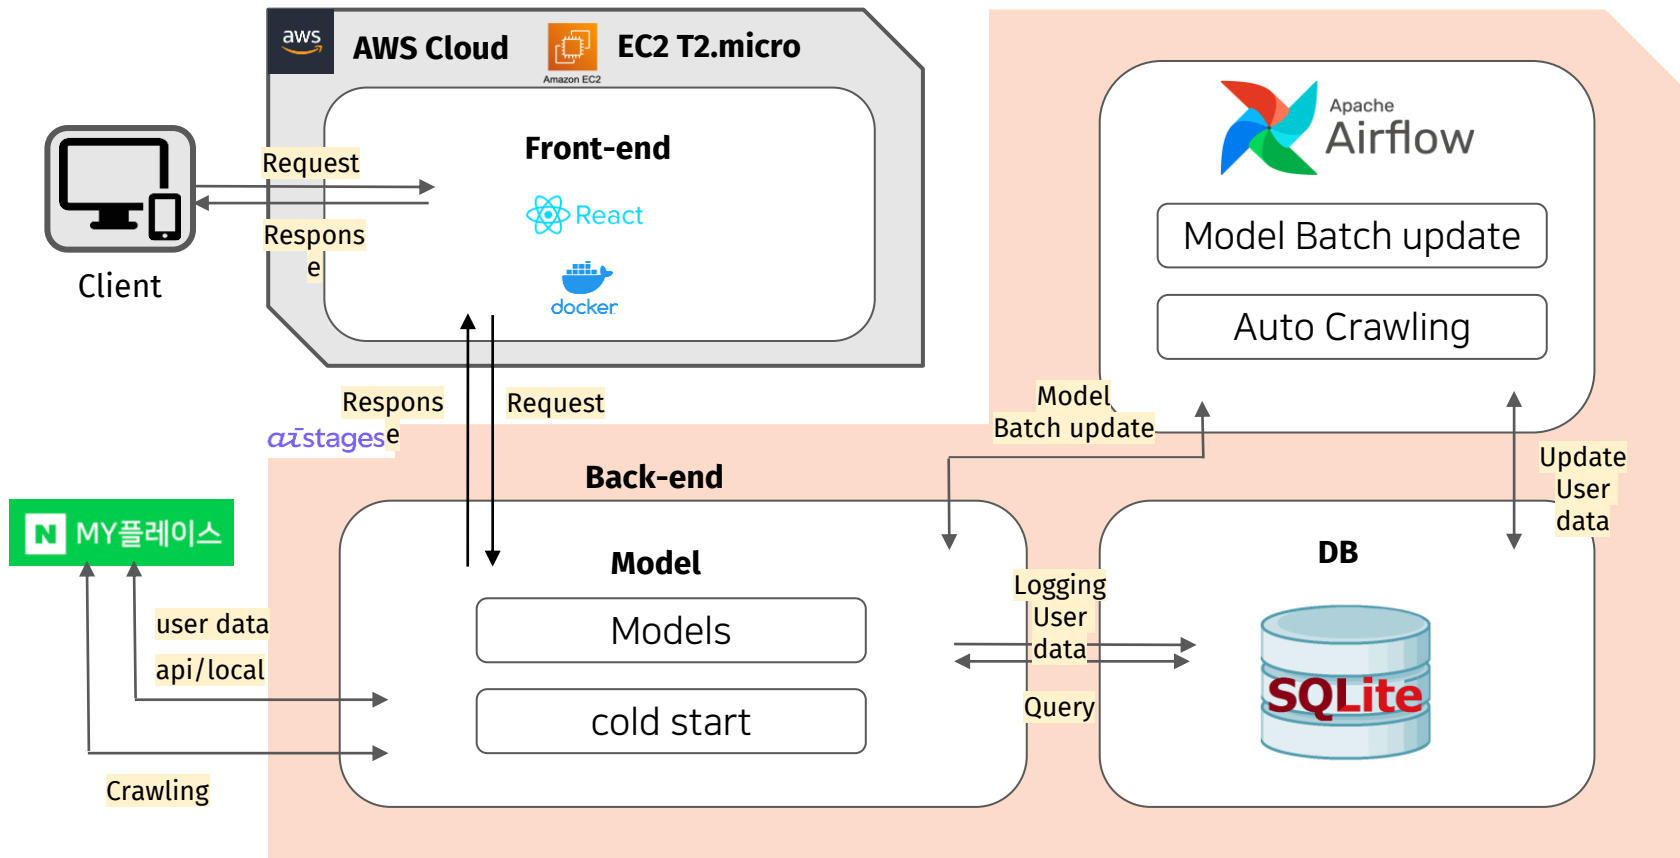 aws
AWS Cloud
Amazon EC2
EC2 T2.micro
Front-end
React
docker
Request
Respons
e
Client
Apache
Airflow
Model Batch update
Auto Crawling
Respons
e
Request
aistages
Model
Batch update
Update
User
data
Back-end
N MY플레이스
Model
Models
cold start
user data
api/local
Crawling
Logging
User
data
Query
DB
SQLite